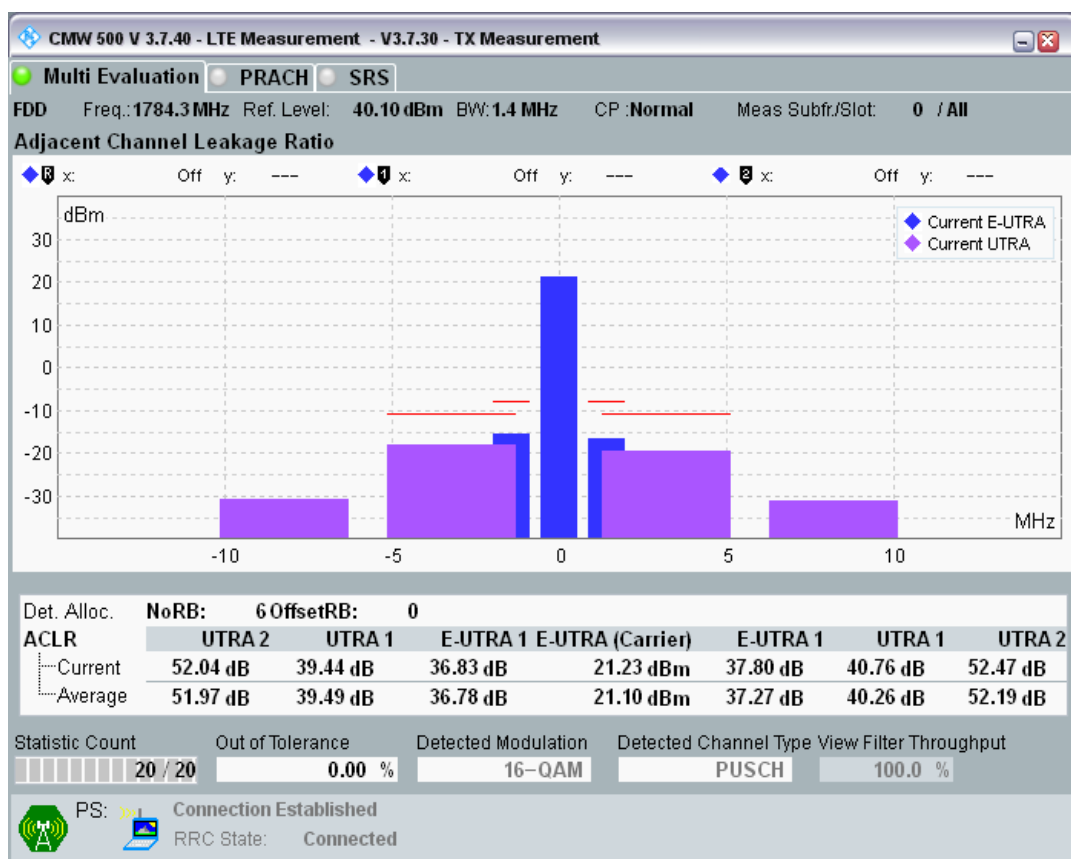 CMW 500 V 3.7.40 - LTE Measurement - V3.7.30 - TX Measurement
Multi Evaluation PRACH SRS
FDD Freq.: 1784.3 MHz Ref. Level: 40.10 dBm BW: 1.4 MHz CP :Normal Meas Subfr./Slot: 0 / All
Adjacent Channel Leakage Ratio
R x: Off y: --- 1 x: Off y: --- 2 x: Off y: ---
dBm
Current E-UTRA
Current UTRA
30
20
10
0
-10
-20
-30
MHz
-10 -5 0 5 10
Det. Alloc. NoRB: 6 OffsetRB: 0
ACLR UTRA 2 UTRA 1 E-UTRA 1 E-UTRA (Carrier) E-UTRA 1 UTRA 1 UTRA 2
Current 52.04 dB 39.44 dB 36.83 dB 21.23 dBm 37.80 dB 40.76 dB 52.47 dB
Average 51.97 dB 39.49 dB 36.78 dB 21.10 dBm 37.27 dB 40.26 dB 52.19 dB
Statistic Count Out of Tolerance Detected Modulation Detected Channel Type View Filter Throughput
20 / 20 0.00 % 16-QAM PUSCH 100.0 %
PS: Connection Established
RRC State: Connected